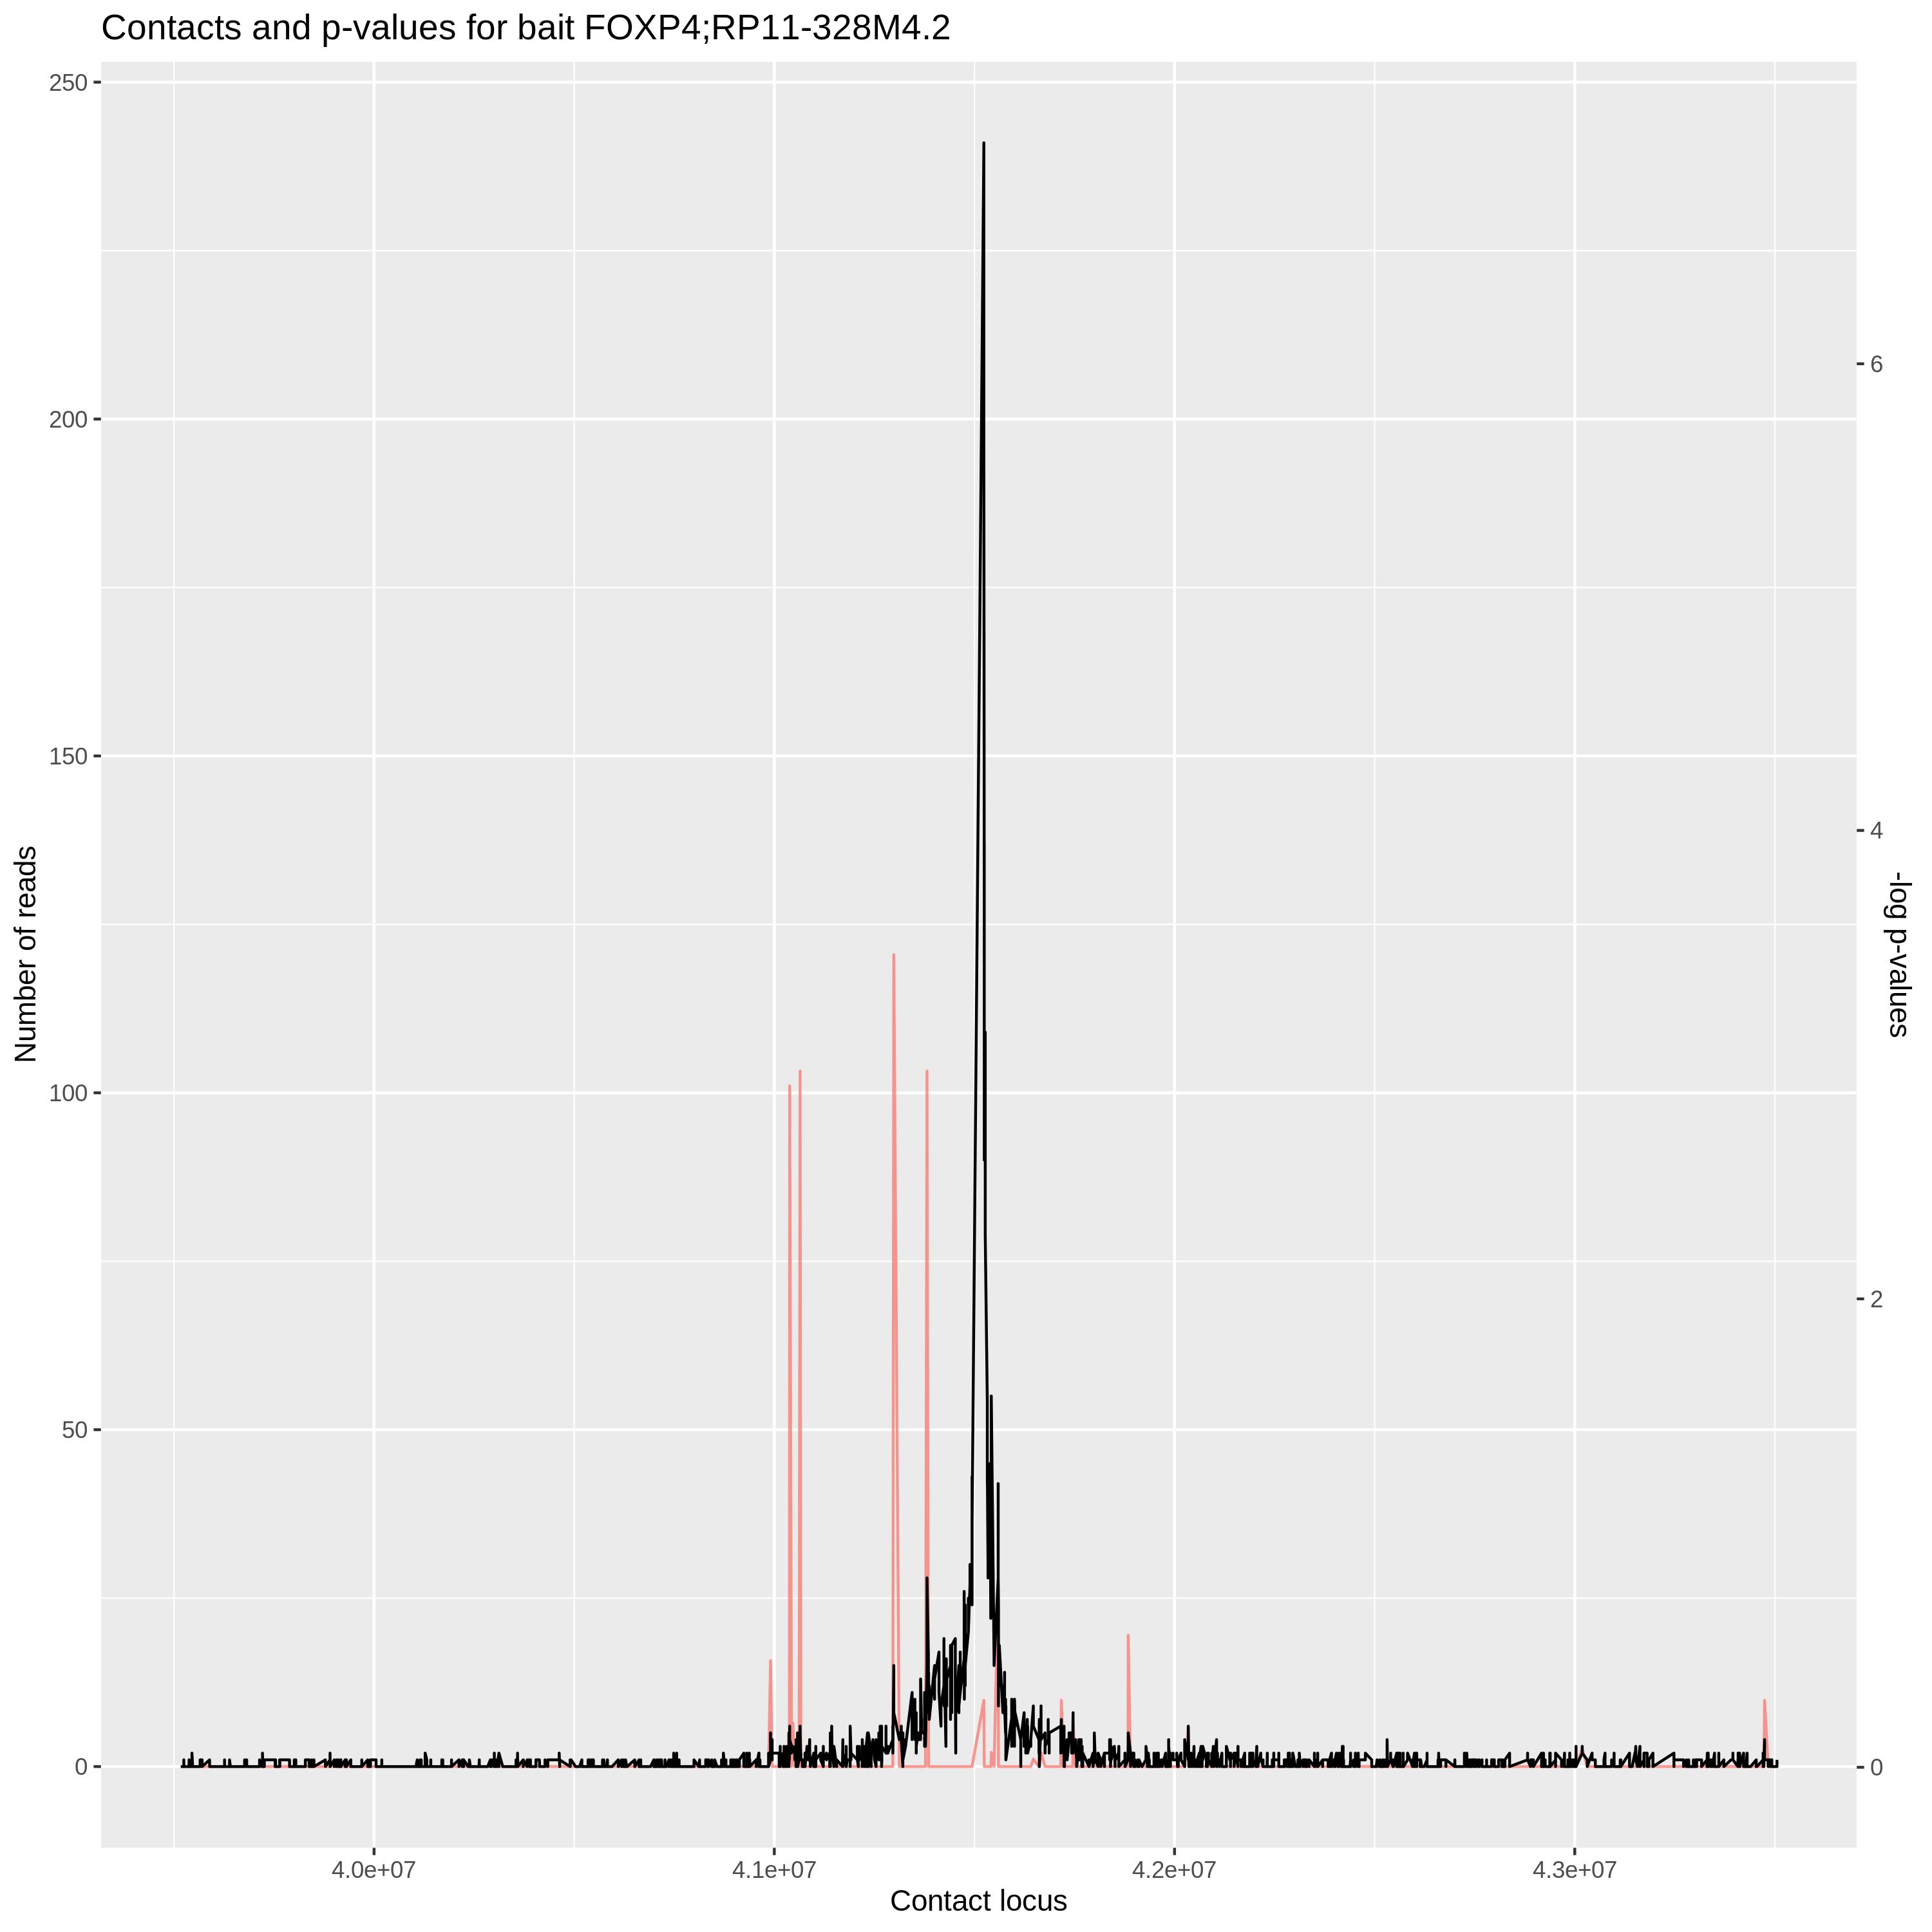 Contacts and p-values for bait FOXP4;RP11-328M4.2
250
200
150
100
50
0
Number of reads
6
4
2
0
-log p-values
4.0e+07
4.1e+07
4.2e+07
4.3e+07
Contact locus